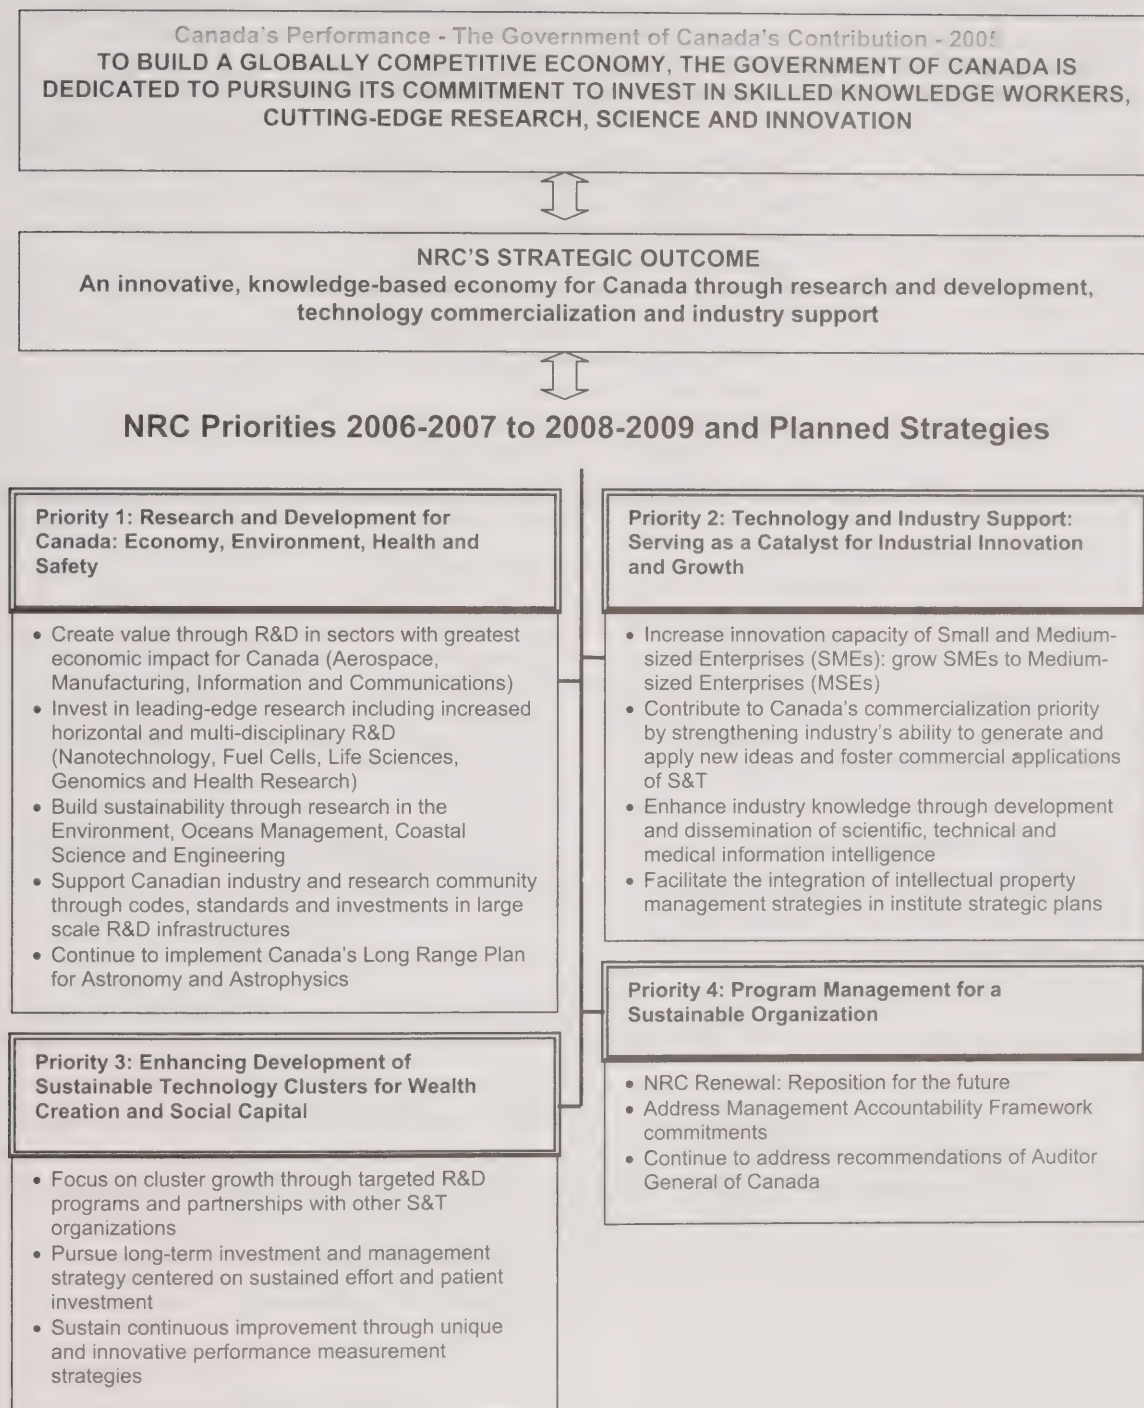 Canada's Performance - The Government of Canada's Contribution -
TO BUILD A GLOBALLY COMPETITIVE ECONOMY, THE GOVERNMENT OF CANADA IS
DEDICATED TO PURSUING ITS COMMITMENT TO INVEST IN SKILLED KNOWLEDGE WORKERS,
CUTTING-EDGE RESEARCH, SCIENCE AND INNOVATION
NRC'S STRATEGIC OUTCOME
An innovative, knowledge-based economy for Canada through research and development,
technology commercialization and industry support
NRC Priorities 2006-2007 to 2008-2009 and Planned Strategies
Priority 1: Research and Development for
Canada: Economy, Environment, Health and
Safety
• Create value through R&D in sectors with greatest
economic impact for Canada (Aerospace,
Manufacturing, Information and Communications)
• Invest in leading-edge research including increased
horizontal and multi-disciplinary R&D
(Nanotechnology, Fuel Cells, Life Sciences,
Genomics and Health Research)
• Build sustainability through research in the
Environment, Oceans Management, Coastal
Science and Engineering
• Support Canadian industry and research community
through codes, standards and investments in large
scale R&D infrastructures
• Continue to implement Canada's Long Range Plan
for Astronomy and Astrophysics
Priority 2: Technology and Industry Support:
Serving as a Catalyst for Industrial Innovation
and Growth
• Increase innovation capacity of Small and Medium-
sized Enterprises (SMEs): grow SMEs to Medium-
sized Enterprises (MSEs)
• Contribute to Canada's commercialization priority
by strengthening industry's ability to generate and
apply new ideas and foster commercial applications
of S&T
• Enhance industry knowledge through development
and dissemination of scientific, technical and
medical information intelligence
• Facilitate the integration of intellectual property
management strategies in institute strategic plans
Priority 3: Enhancing Development of
Sustainable Technology Clusters for Wealth
Creation and Social Capital
• Focus on cluster growth through targeted R&D
programs and partnerships with other S&T
organizations
• Pursue long-term investment and management
strategy centered on sustained effort and patient
investment
• Sustain continuous improvement through unique
and innovative performance measurement
strategies
Priority 4: Program Management for a
Sustainable Organization
• NRC Renewal: Reposition for the future
• Address Management Accountability Framework
commitments
• Continue to address recommendations of Auditor
General of Canada